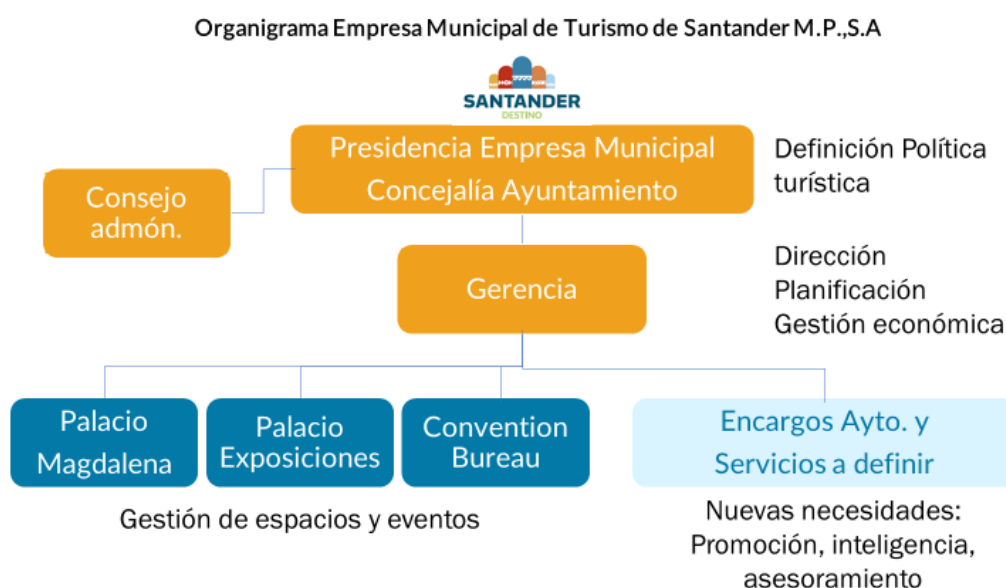 Organigrama Empresa Municipal de Turismo de Santander M.P.,S.A
SANTANDER
DESTINO
Presidencia Empresa Municipal
Concejalía Ayuntamiento
Definición Política
turística
Consejo
admón.
Gerencia
Dirección
Planificación
Gestión económica
Palacio
Magdalena
Palacio
Exposiciones
Convention
Bureau
Encargos Ayto. y
Servicios a definir
Gestión de espacios y eventos
Nuevas necesidades:
Promoción, inteligencia,
asesoramiento